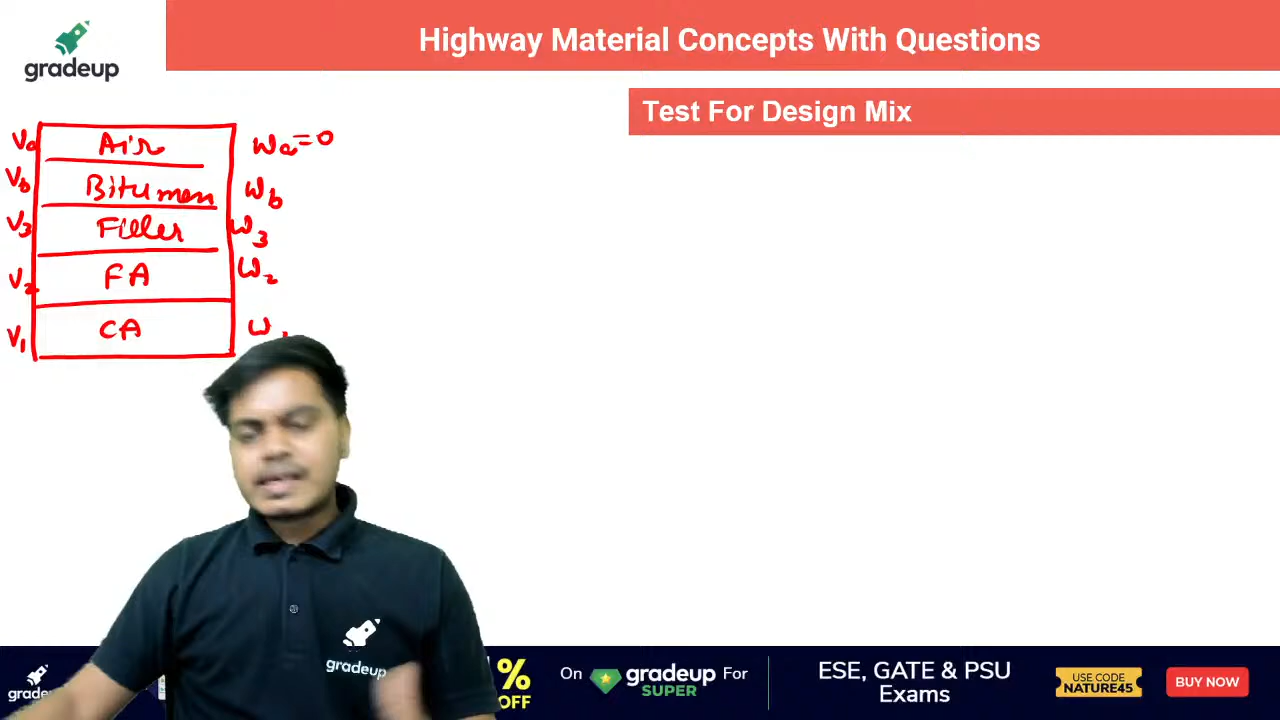 gradeup
Highway Material Concepts With Questions
Test For Design Mix
Va Air Wa=0
Vb Bitumen Wb
V3 Filler W3
V2 FA W2
V1 CA W
gradeup
gradeup
% OFF
On gradeup SUPER For
ESE, GATE & PSU
Exams
USE CODE
NATURE45
BUY NOW